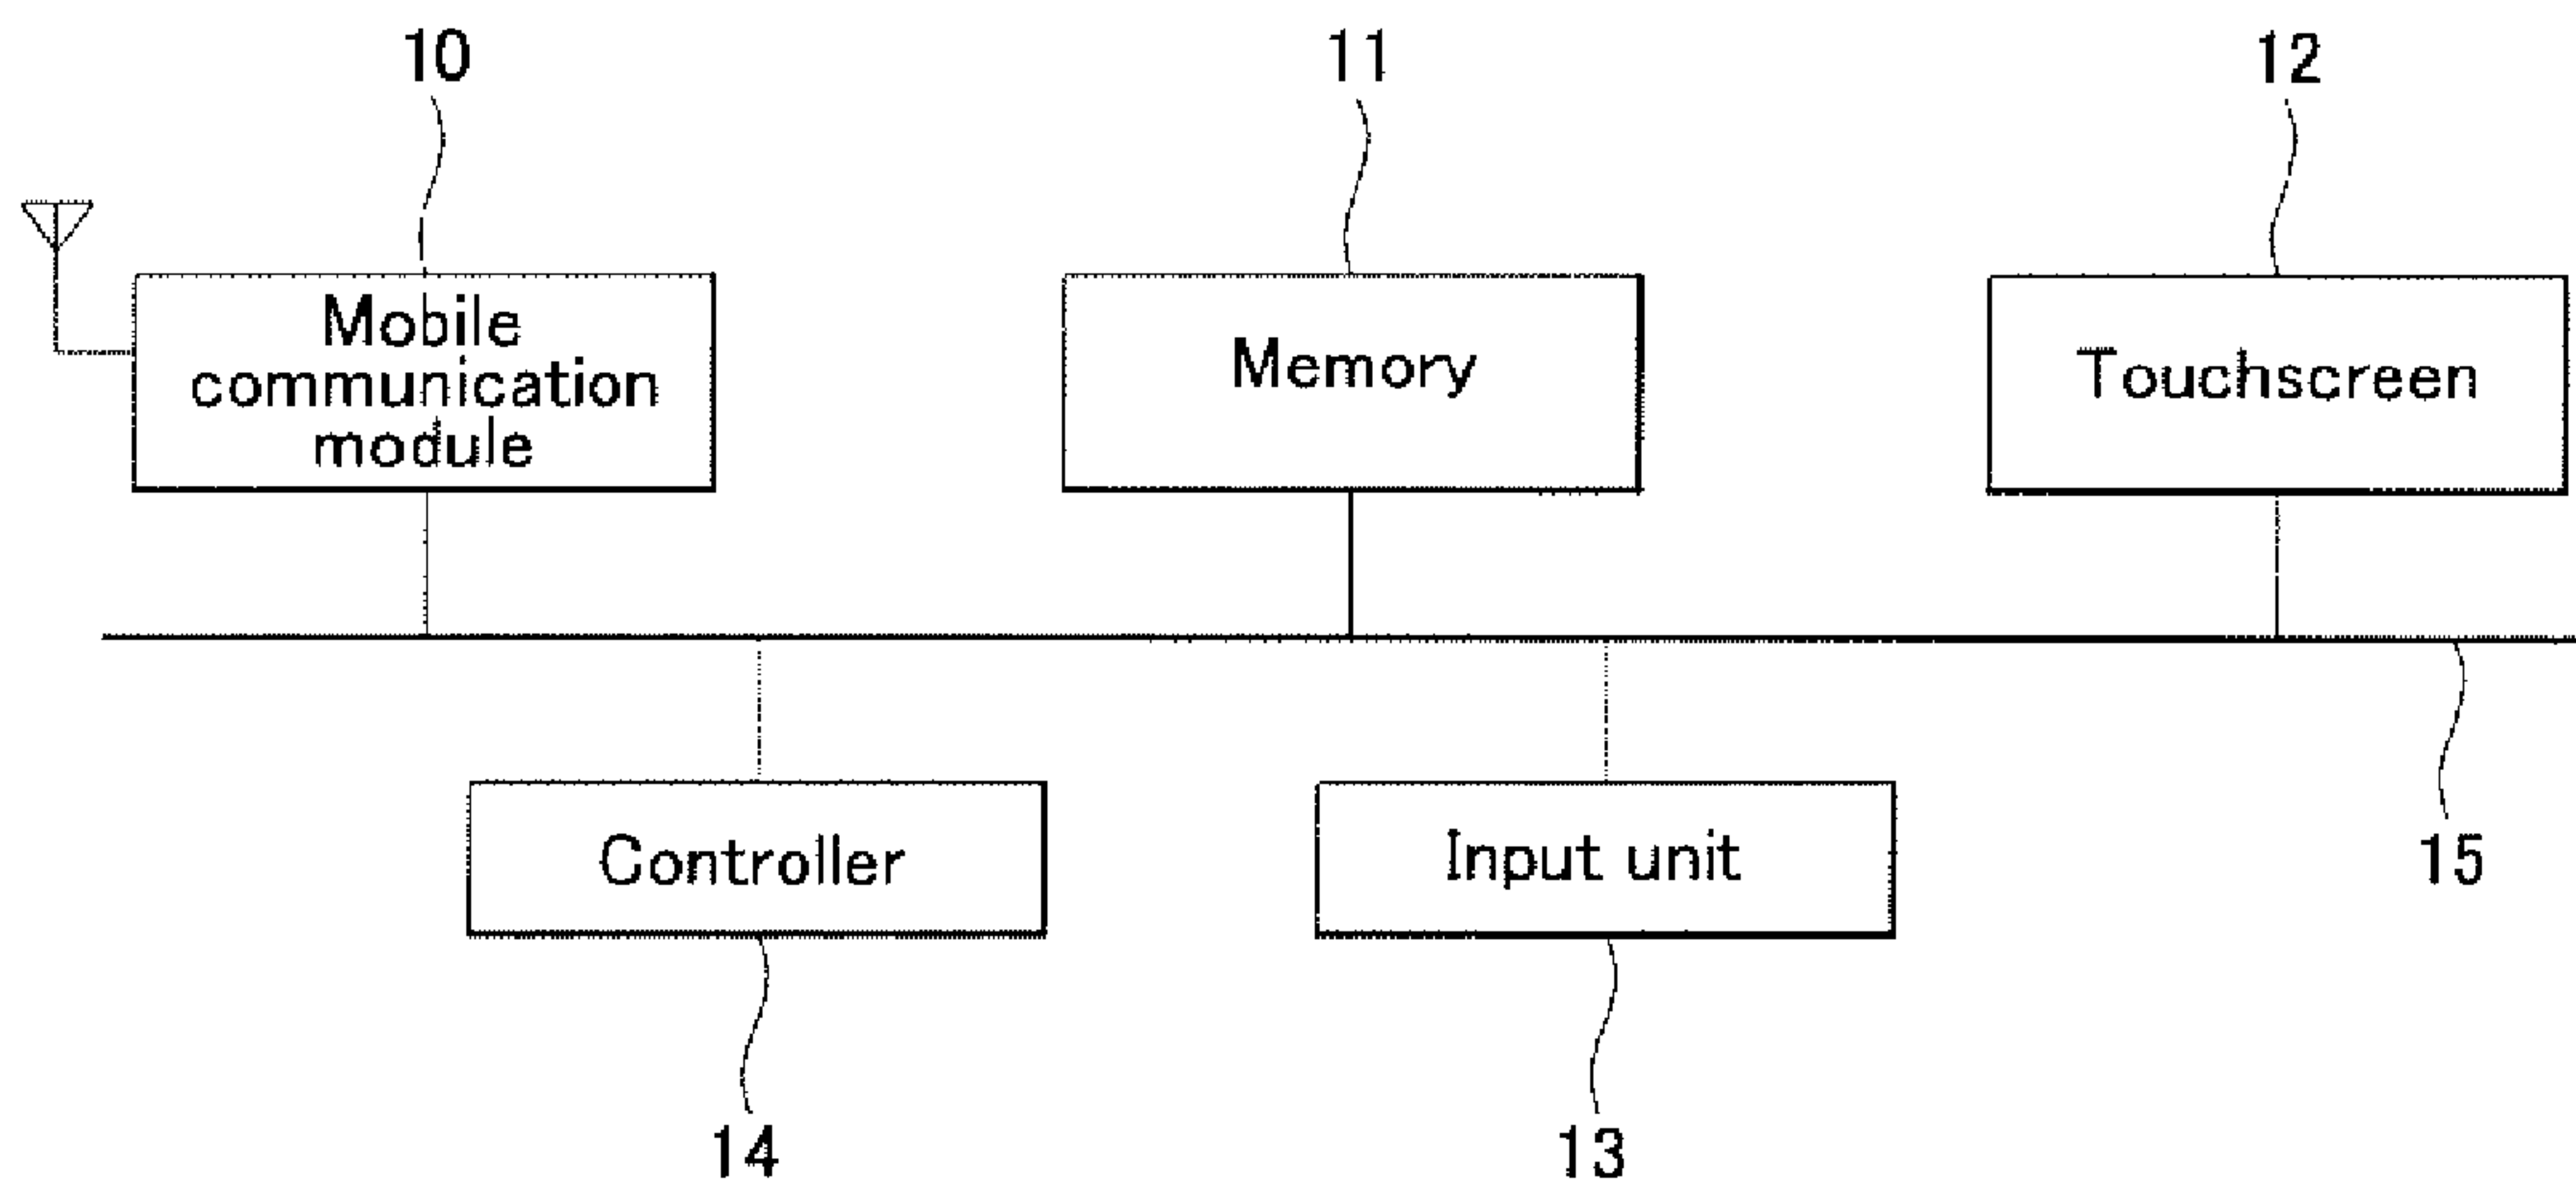 10
11
12
Mobile
communication
module
Memory
Touchscreen
Controller
Input unit
15
14
13